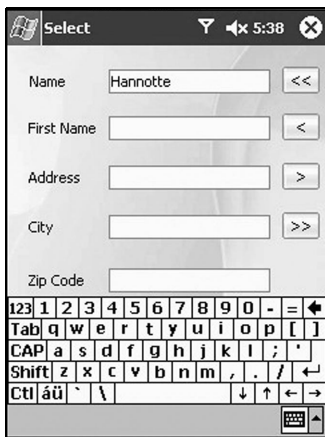 Select 5:38
Name Hannotte <<
First Name <
Address >
City >>
Zip Code
123 1 2 3 4 5 6 7 8 9 0 - =
Tab q w e r t y u i o p [ ]
CAP a s d f g h j k l ; '
Shift z x c v b n m , . /
Ctl áü ` \